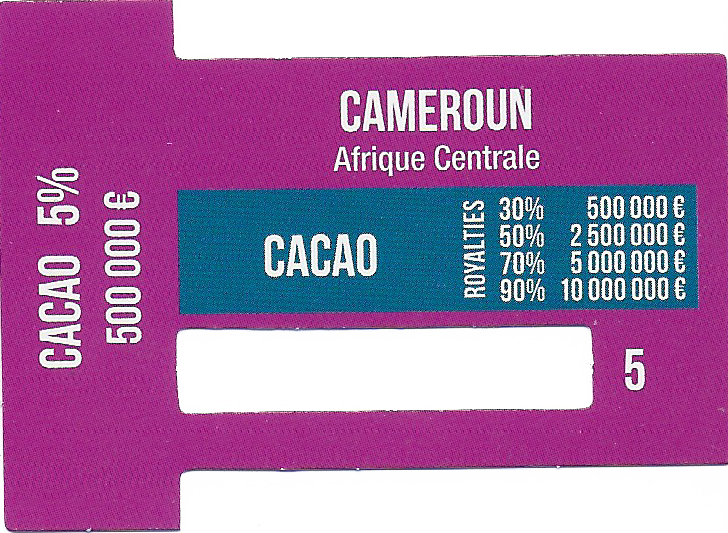 CACAO 5%
500 000 €
CAMEROUN
Afrique Centrale
CACAO
ROYALTIES
30% 500 000 €
50% 2 500 000 €
70% 5 000 000 €
90% 10 000 000 €
5